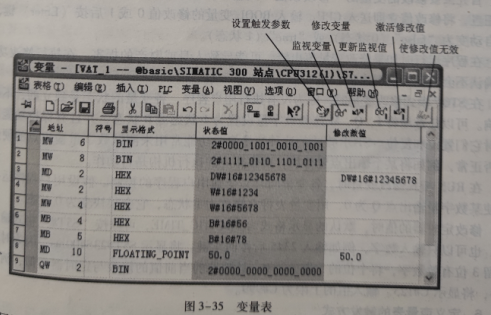 设置触发参数 修改变量 激活修改值
监视变量 更新监视值 使修改值无效
变量 - [VAT_1 -- @basic\SIMATIC 300 站点\CPU312(1)\S7...
表格(T) 编辑(E) 插入(I) PLC 变量(A) 视图(V) 选项(O) 窗口(W) 帮助(H)
地址 符号 显示格式 状态值 修改数值
1 MW 6 BIN 2#0000_1001_0010_1001
2 MW 8 BIN 2#1111_0110_1101_0111
3 MD 2 HEX DW#16#12345678 DW#16#12345678
4 MW 2 HEX W#16#1234
5 MW 4 HEX W#16#5678
6 MB 4 HEX B#16#56
7 MB 5 HEX B#16#78
8 MD 10 FLOATING_POINT 50.0 50.0
9 QW 2 BIN 2#0000_0000_0000_0000
图 3-35 变量表